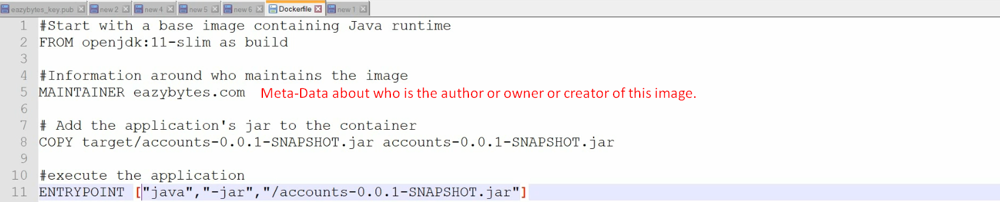 eazybytes_key.pub new 2 new 4 new 5 new 6 Dockerfile new 1
1 #Start with a base image containing Java runtime
2 FROM openjdk:11-slim as build
3
4 #Information around who maintains the image
5 MAINTAINER eazybytes.com Meta-Data about who is the author or owner or creator of this image.
6
7 # Add the application's jar to the container
8 COPY target/accounts-0.0.1-SNAPSHOT.jar accounts-0.0.1-SNAPSHOT.jar
9
10 #execute the application
11 ENTRYPOINT ["java","-jar","/accounts-0.0.1-SNAPSHOT.jar"]